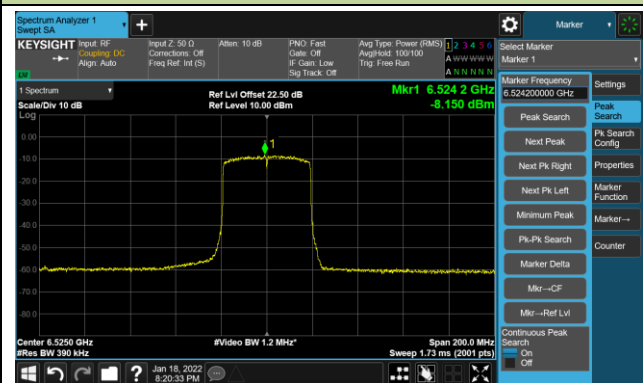 Spectrum Analyzer 1
Swept SA
Marker
KEYSIGHT
Input: RF
Coupling: DC
Align: Auto
Input Z: 50 Ω
Corrections: Off
Freq Ref: Int (S)
Atten: 10 dB
PNO: Fast
Gate: Off
IF Gain: Low
Sig Track: Off
Avg Type: Power (RMS)
Avg|Hold: 100/100
Trig: Free Run
1 2 3 4 5 6
A W W W W W
A N N N N N
Select Marker
Marker 1
1 Spectrum
Scale/Div 10 dB
Log
Ref Lvl Offset 22.50 dB
Ref Level 10.00 dBm
Mkr1 6.524 2 GHz
-8.150 dBm
1
0.00
-10.0
-20.0
-30.0
-40.0
-50.0
-60.0
-70.0
-80.0
Center 6.5250 GHz
#Res BW 390 kHz
#Video BW 1.2 MHz*
Span 200.0 MHz
Sweep 1.73 ms (2001 pts)
Marker Frequency
6.524200000 GHz
Peak Search
Next Peak
Next Pk Right
Next Pk Left
Minimum Peak
Pk-Pk Search
Marker Delta
Mkr→CF
Mkr→Ref Lvl
Continuous Peak
Search
On
Off
Settings
Peak
Search
Pk Search
Config
Properties
Marker
Function
Marker→
Counter
Jan 18, 2022
8:20:33 PM